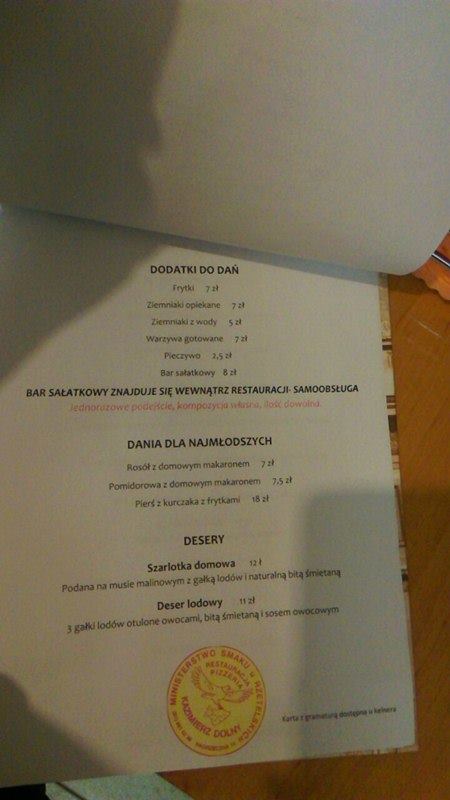 DODATKI DO DAŃ
Frytki 7 zł
Ziemniaki opiekane 7 zł
Ziemniaki z wody 5 zł
Warzywa gotowane 7 zł
Pieczywo 2,5 zł
Bar sałatkowy 8 zł
BAR SAŁATKOWY ZNAJDUJE SIĘ WEWNĄTRZ RESTAURACJI- SAMOOBSŁUGA
Jednorazowe podejście, kompozycja własna, ilość dowolna.
DANIA DLA NAJMŁODSZYCH
Rosół z domowym makaronem 7 zł
Pomidorowa z domowym makaronem 7,5 zł
Pierś z kurczaka z frytkami 18 zł
DESERY
Szarlotka domowa 12 ł
Podana na musie malinowym z gałką lodów i naturalną bitą śmietaną
Deser lodowy 11 zł
3 gałki lodów otulone owocami, bitą śmietaną i sosem owocowym
MINISTERSTWO SMAKU u RZETELSKICH
RESTAURACJA
PIZZERIA
KAZIMIERZ DOLNY
Karta z gramaturą dostępna u kelnera